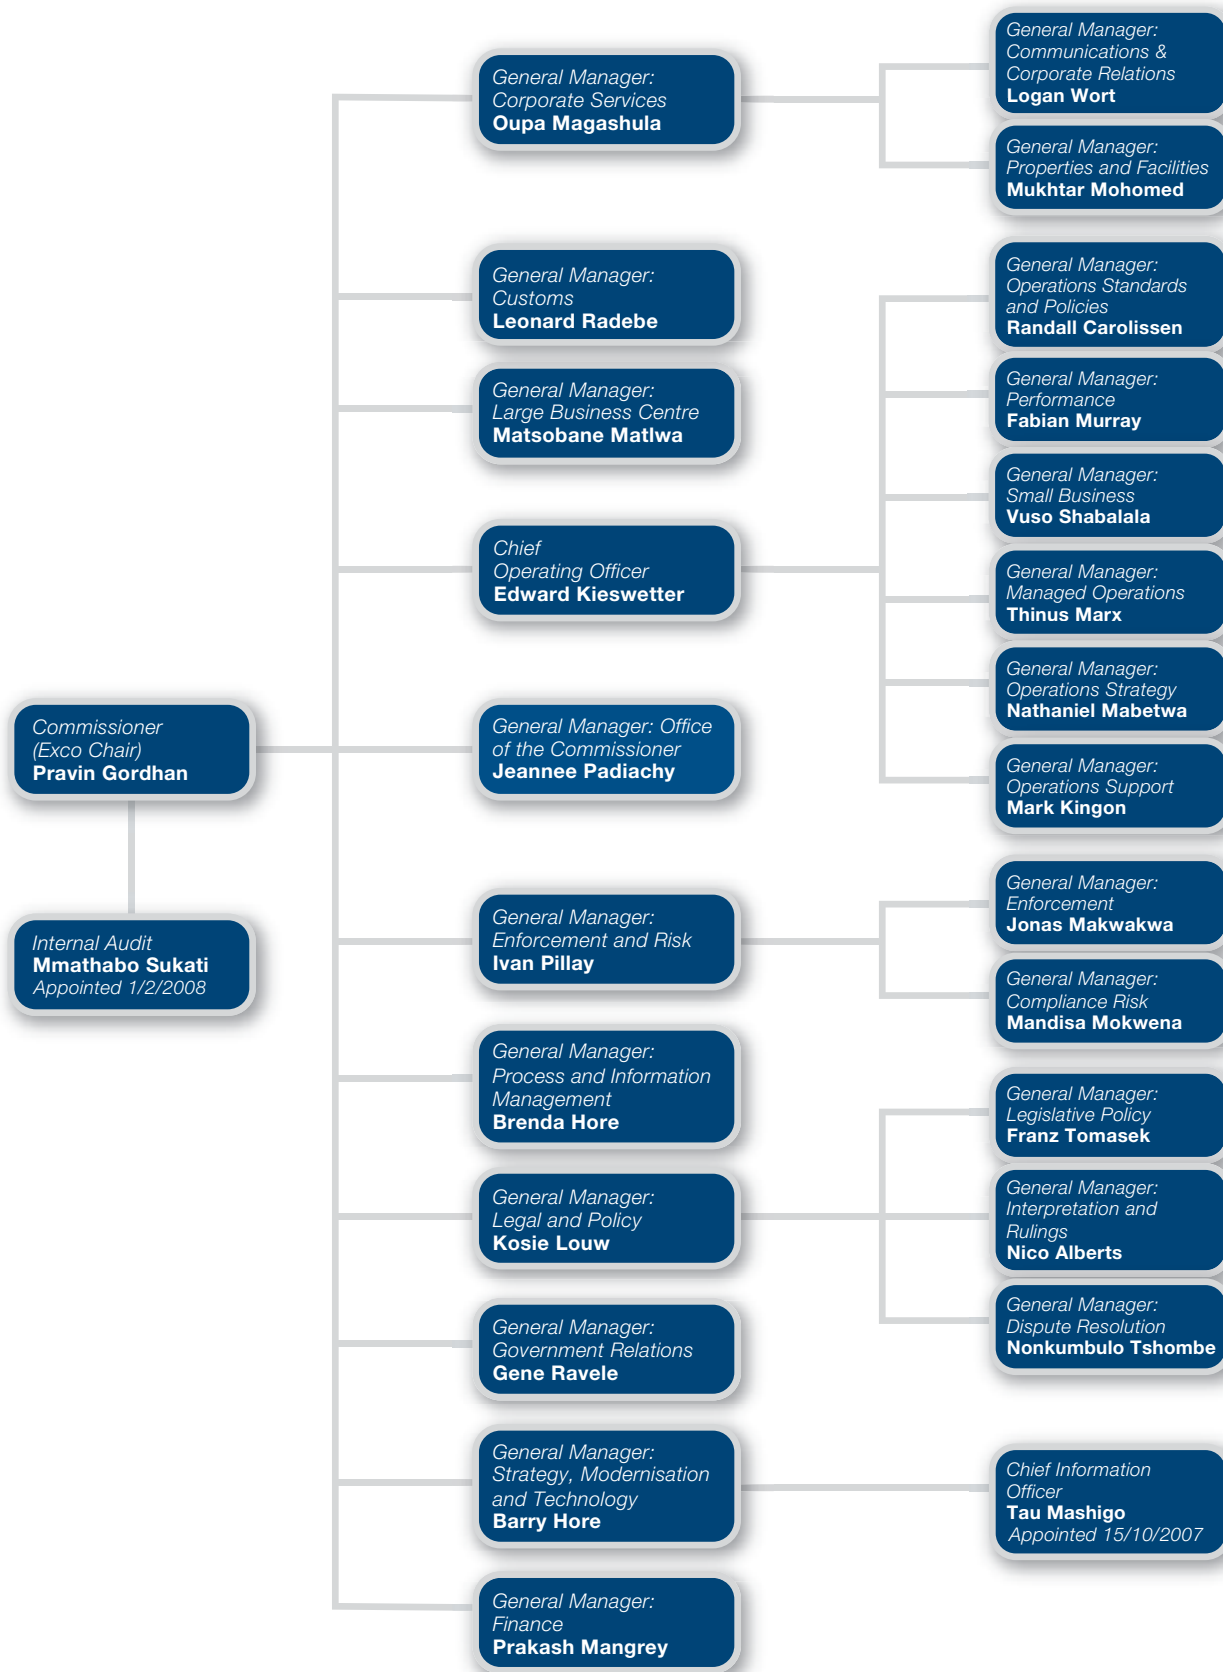 Commissioner
(Exco Chair)
Pravin Gordhan
Internal Audit
Mmathabo Sukati
Appointed 1/2/2008
General Manager:
Corporate Services
Oupa Magashula
General Manager:
Customs
Leonard Radebe
General Manager:
Large Business Centre
Matsobane Matlwa
Chief
Operating Officer
Edward Kieswetter
General Manager: Office
of the Commissioner
Jeannee Padiachy
General Manager:
Enforcement and Risk
Ivan Pillay
General Manager:
Process and Information
Management
Brenda Hore
General Manager:
Legal and Policy
Kosie Louw
General Manager:
Government Relations
Gene Ravele
General Manager:
Strategy, Modernisation
and Technology
Barry Hore
General Manager:
Finance
Prakash Mangrey
General Manager:
Communications &
Corporate Relations
Logan Wort
General Manager:
Properties and Facilities
Mukhtar Mohomed
General Manager:
Operations Standards
and Policies
Randall Carolissen
General Manager:
Performance
Fabian Murray
General Manager:
Small Business
Vuso Shabalala
General Manager:
Managed Operations
Thinus Marx
General Manager:
Operations Strategy
Nathaniel Mabetwa
General Manager:
Operations Support
Mark Kingon
General Manager:
Enforcement
Jonas Makwakwa
General Manager:
Compliance Risk
Mandisa Mokwena
General Manager:
Legislative Policy
Franz Tomasek
General Manager:
Interpretation and
Rulings
Nico Alberts
General Manager:
Dispute Resolution
Nonkumbulo Tshombe
Chief Information
Officer
Tau Mashigo
Appointed 15/10/2007